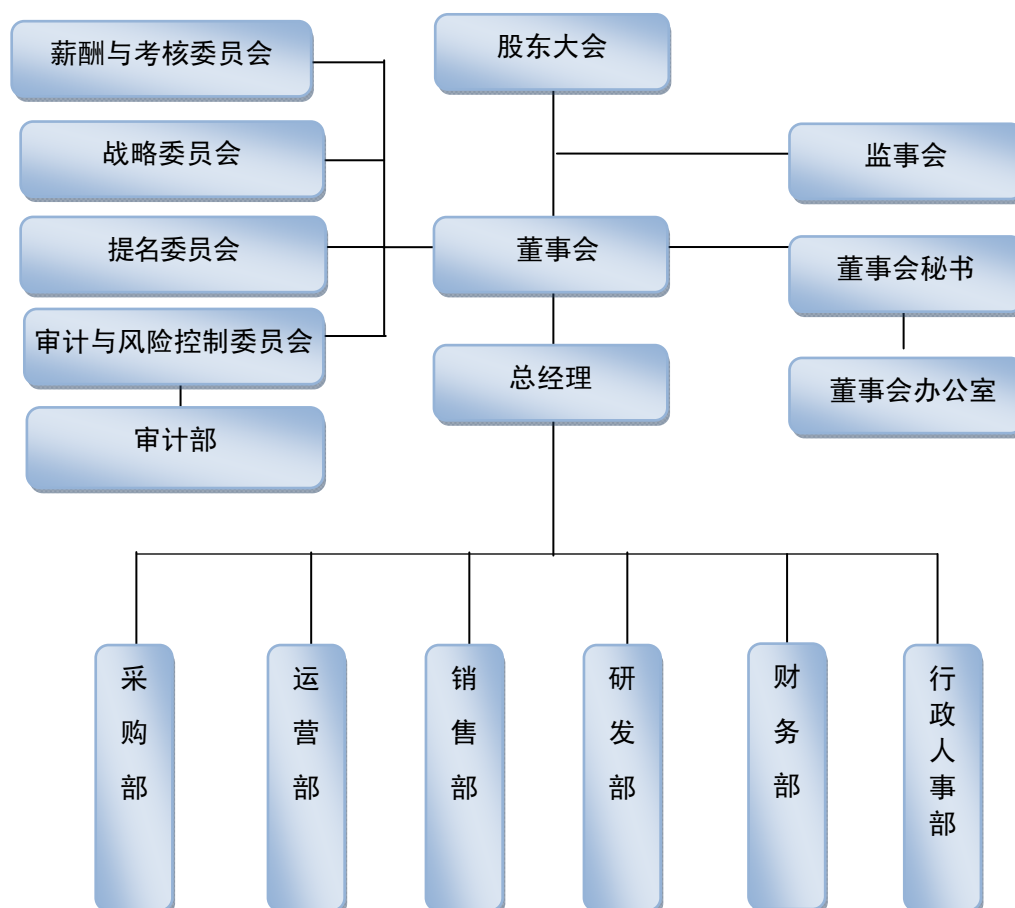 薪酬与考核委员会
股东大会
战略委员会
监事会
提名委员会
董事会
董事会秘书
审计与风险控制委员会
总经理
董事会办公室
审计部
采购部
运营部
销售部
研发部
财务部
行政人事部